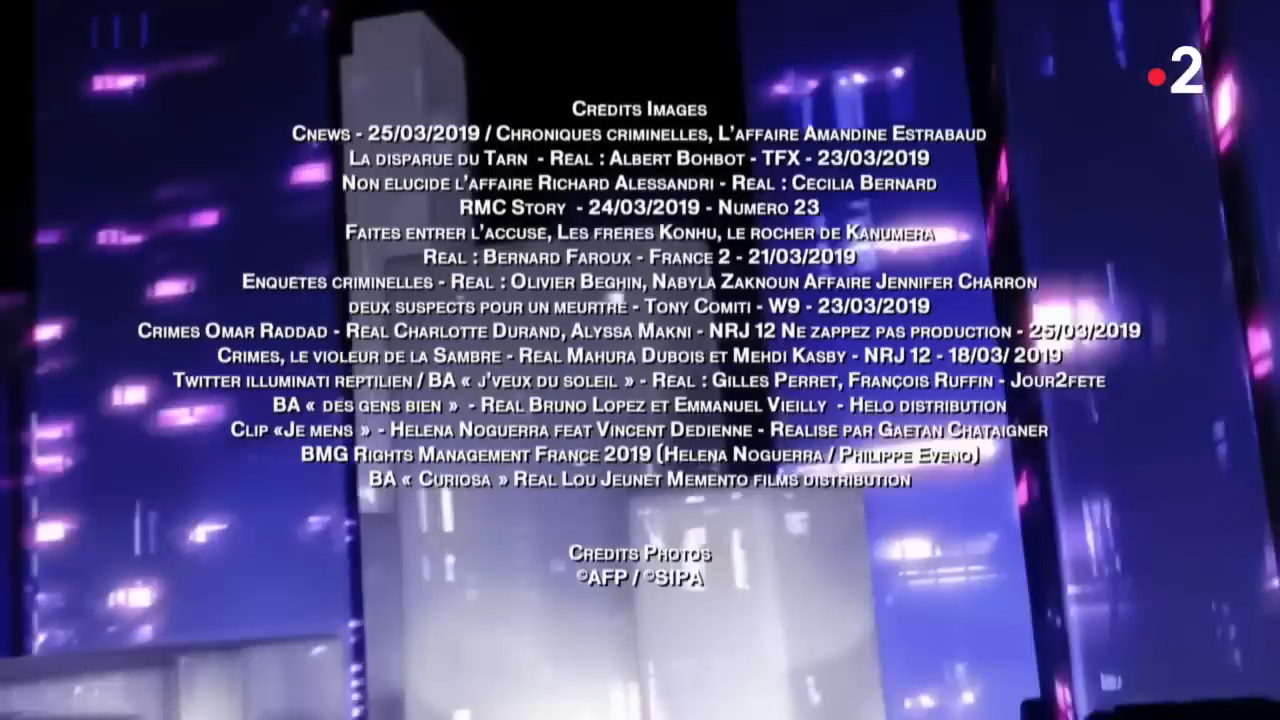 2
CREDITS IMAGES
CNEWS - 25/03/2019 / CHRONIQUES CRIMINELLES, L'AFFAIRE AMANDINE ESTRABAUD
LA DISPARUE DU TARN - REAL : ALBERT BOHBOT - TFX - 23/03/2019
NON ELUCIDE L'AFFAIRE RICHARD ALESSANDRI - REAL : CECILIA BERNARD
RMC STORY - 24/03/2019 - NUMERO 23
FAITES ENTRER L'ACCUSE, LES FRERES KONHU, LE ROCHER DE KANUMERA
REAL : BERNARD FAROUX - FRANCE 2 - 21/03/2019
ENQUETES CRIMINELLES - REAL : OLIVIER BEGHIN, NABYLA ZAKNOUN AFFAIRE JENNIFER CHARRON
DEUX SUSPECTS POUR UN MEURTRE - TONY COMITI - W9 - 23/03/2019
CRIMES OMAR RADDAD - REAL CHARLOTTE DURAND, ALYSSA MAKNI - NRJ 12 NE ZAPPEZ PAS PRODUCTION - 25/03/2019
CRIMES, LE VIOLEUR DE LA SAMBRE - REAL MAHURA DUBOIS ET MEHDI KASBY - NRJ 12 - 18/03/ 2019
TWITTER ILLUMINATI REPTILIEN / BA « J'VEUX DU SOLEIL » - REAL : GILLES PERRET, FRANÇOIS RUFFIN - JOUR2FETE
BA « DES GENS BIEN » - REAL BRUNO LOPEZ ET EMMANUEL VIEILLY - HELO DISTRIBUTION
CLIP «JE MENS » - HELENA NOGUERRA FEAT VINCENT DEDIENNE - REALISE PAR GAETAN CHATAIGNER
BMG RIGHTS MANAGEMENT FRANCE 2019 (HELENA NOGUERRA / PHILIPPE EVENO)
BA « CURIOSA » REAL LOU JEUNET MEMENTO FILMS DISTRIBUTION
CREDITS PHOTOS
©AFP / ©SIPA